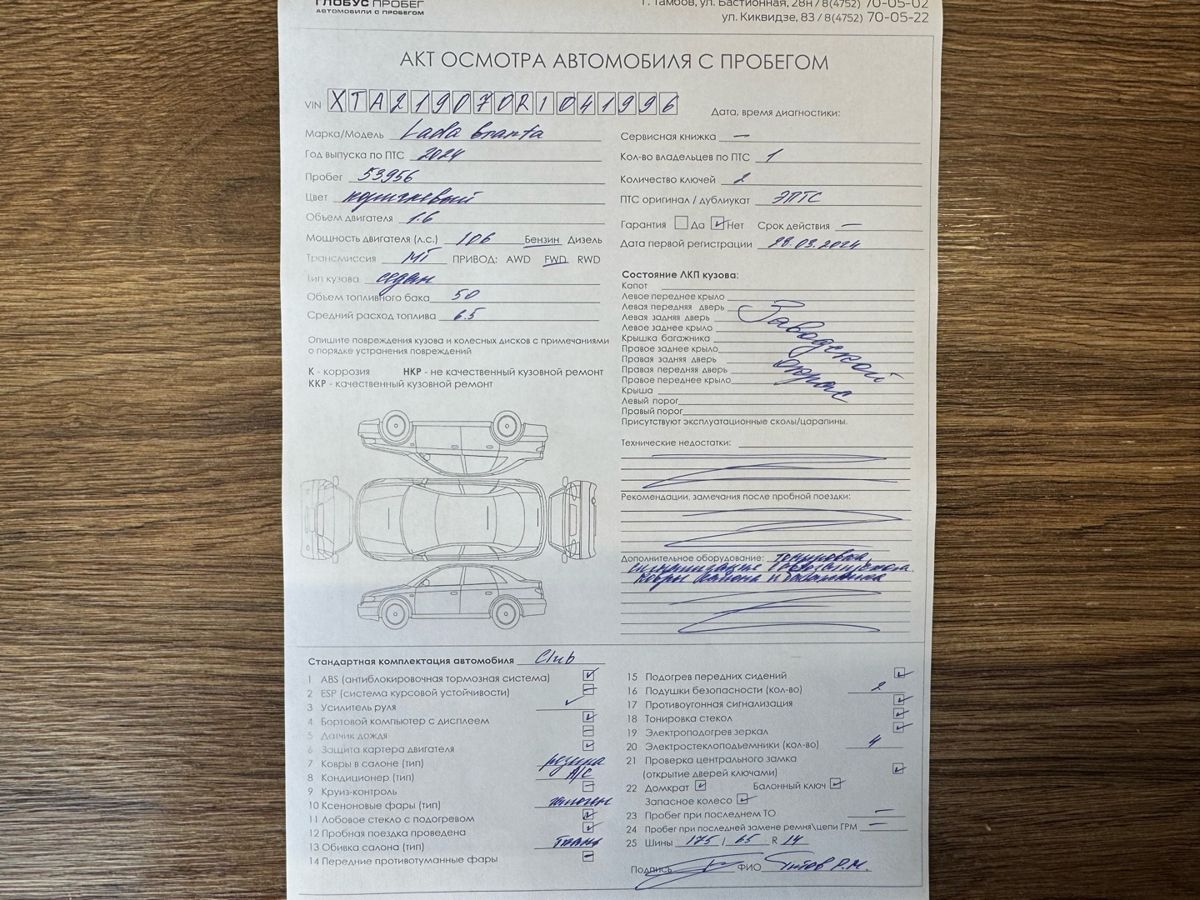 ГЛОБУС ПРОБЕГ
АВТОМОБИЛИ С ПРОБЕГОМ
г. Тамбов, ул. Бастионная, 28н / 8(4752) 70-05-02
ул. Киквидзе, 83 / 8(4752) 70-05-22
АКТ ОСМОТРА АВТОМОБИЛЯ С ПРОБЕГОМ
VIN XTA219070R1041996
Дата, время диагностики:
Марка/Модель Lada Granta
Год выпуска по ПТС 2024
Пробег 53956
Цвет коричневый
Объем двигателя 1.6
Мощность двигателя (л.с.) 106 Бензин Дизель
Трансмиссия МТ ПРИВОД: AWD FWD RWD
Тип кузова седан
Объем топливного бака 50
Средний расход топлива 6.5
Сервисная книжка —
Кол-во владельцев по ПТС 1
Количество ключей 2
ПТС оригинал / дубликат ЭПТС
Гарантия Да Нет Срок действия —
Дата первой регистрации 28.03.2024
Опишите повреждения кузова и колесных дисков с примечаниями
о порядке устранения повреждений
К - коррозия НКР - не качественный кузовной ремонт
ККР - качественный кузовной ремонт
Состояние ЛКП кузова:
Капот
Левое переднее крыло
Левая передняя дверь
Левая задняя дверь
Левое заднее крыло
Крышка багажника
Правое заднее крыло
Правая задняя дверь
Правая передняя дверь
Правое переднее крыло
Крыша
Левый порог
Правый порог
Заводской
окрас
Присутствуют эксплуатационные сколы/царапины.
Технические недостатки:
Рекомендации, замечания после пробной поездки:
Дополнительное оборудование: тонировка,
сигнализация с автозапуском
ковры салона и багажника
Стандартная комплектация автомобиля Club
1 ABS (антиблокировочная тормозная система)
2 ESP (система курсовой устойчивости)
3 Усилитель руля
4 Бортовой компьютер с дисплеем
5 Датчик дождя
6 Защита картера двигателя
7 Ковры в салоне (тип) резина
8 Кондиционер (тип) A/C
9 Круиз-контроль
10 Ксеноновые фары (тип) галоген
11 Лобовое стекло с подогревом
12 Пробная поездка проведена
13 Обивка салона (тип) ткань
14 Передние противотуманные фары
15 Подогрев передних сидений
16 Подушки безопасности (кол-во) 2
17 Противоугонная сигнализация
18 Тонировка стекол
19 Электроподогрев зеркал
20 Электростеклоподъемники (кол-во) 4
21 Проверка центрального замка
(открытие дверей ключами)
22 Домкрат Балонный ключ
Запасное колесо
23 Пробег при последнем ТО —
24 Пробег при последней замене ремня\цепи ГРМ —
25 Шины 175 / 65 R 14
Подпись ФИО Титов Р.М.